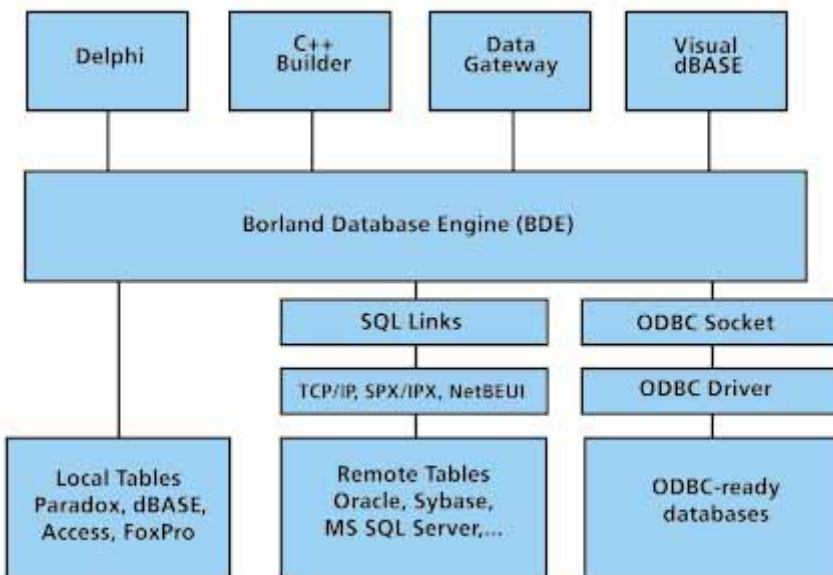 Delphi
C++
Builder
Data
Gateway
Visual
dBASE
Borland Database Engine (BDE)
SQL Links
ODBC Socket
TCP/IP, SPX/IPX, NetBEUI
ODBC Driver
Local Tables
Paradox, dBASE,
Access, FoxPro
Remote Tables
Oracle, Sybase,
MS SQL Server,...
ODBC-ready
databases